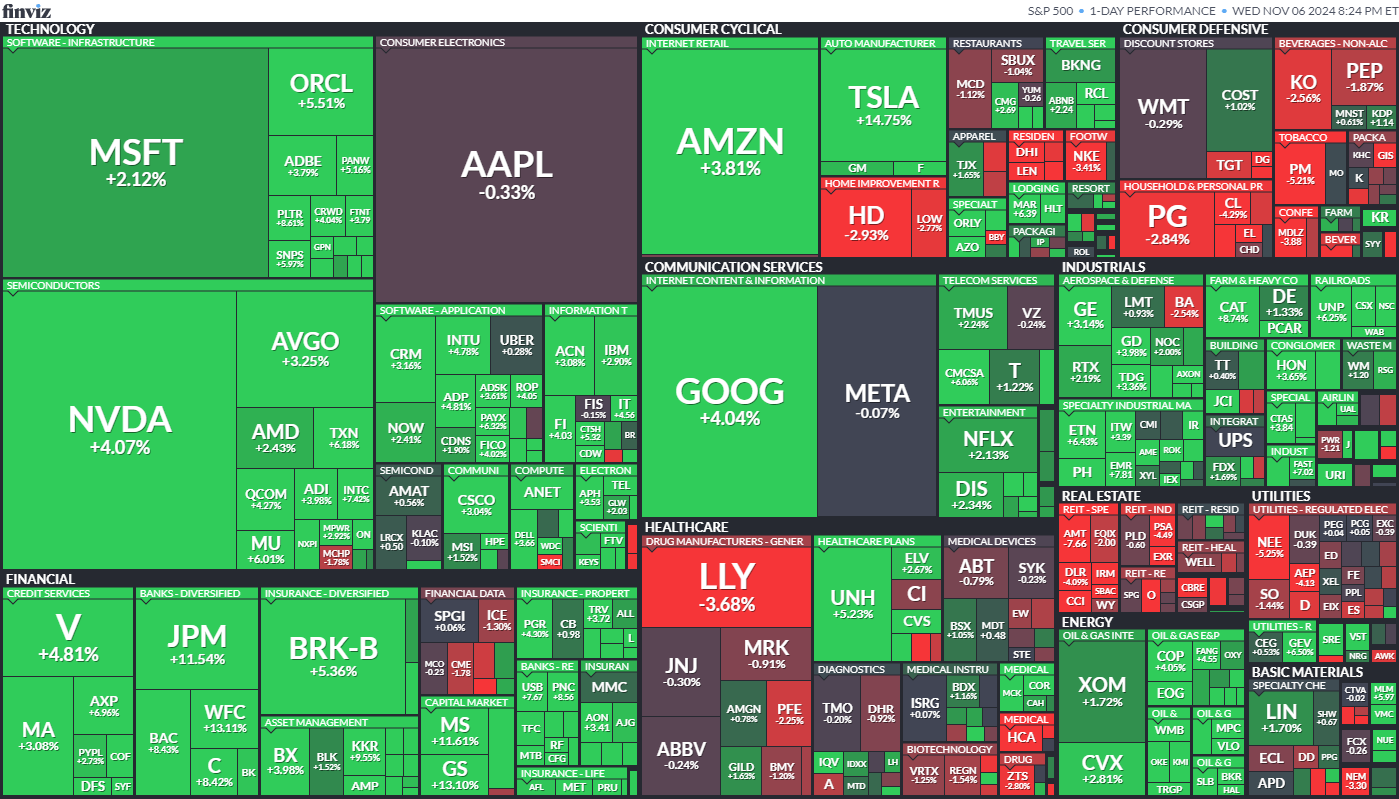 finviz
S&P 500 • 1-DAY PERFORMANCE • WED NOV 06 2024 8:24 PM ET
TECHNOLOGY
SOFTWARE - INFRASTRUCTURE
MSFT
+2.12%
ORCL
+5.51%
ADBE
+3.79%
PANW
+5.16%
PLTR
+8.61%
CRWD
+4.04%
FTNT
+3.79
SNPS
+5.97%
GPN
CONSUMER ELECTRONICS
AAPL
-0.33%
SEMICONDUCTORS
NVDA
+4.07%
AVGO
+3.25%
AMD
+2.43%
TXN
+6.18%
QCOM
+4.27%
ADI
+3.98%
INTC
+7.42%
MU
+6.01%
NXPI
MPWR
+2.92%
ON
MCHP
-1.78%
SOFTWARE - APPLICATION
CRM
+3.16%
INTU
+4.78%
UBER
+0.28%
NOW
+2.41%
ADP
+4.81%
ADSK
+3.61%
ROP
+4.05
PAYX
+6.32%
CDNS
+1.90%
FICO
+4.02%
INFORMATION T
ACN
+3.08%
IBM
+2.90%
FI
+4.03
FIS
-0.15%
IT
+4.56
CTSH
+5.32
BR
CDW
SEMICOND
AMAT
+0.56%
LRCX
+0.50
KLAC
-0.10%
COMMUNI
CSCO
+3.04%
MSI
+1.52%
HPE
COMPUTE
ANET
DELL
+3.66
WDC
SMCI
ELECTRON
APH
+3.53
TEL
GLW
+2.03
SCIENTI
FTV
KEYS
FINANCIAL
CREDIT SERVICES
V
+4.81%
MA
+3.08%
AXP
+6.96%
PYPL
+2.73%
COF
DFS
SYF
BANKS - DIVERSIFIED
JPM
+11.54%
BAC
+8.43%
WFC
+13.11%
C
+8.42%
BK
INSURANCE - DIVERSIFIED
BRK-B
+5.36%
ASSET MANAGEMENT
BX
+3.98%
BLK
+1.52%
KKR
+9.55%
AMP
FINANCIAL DATA
SPGI
+0.06%
ICE
-1.30%
MCO
-0.23
CME
-1.78
CAPITAL MARKET
MS
+11.61%
GS
+13.10%
INSURANCE - PROPERT
PGR
+4.30%
CB
+0.98
TRV
+3.72
ALL
L
BANKS - RE
USB
+7.67
PNC
+8.56
TFC
RF
MTB
CFG
INSURAN
MMC
AON
+3.41
AJG
INSURANCE - LIFE
AFL
MET
PRU
CONSUMER CYCLICAL
INTERNET RETAIL
AMZN
+3.81%
AUTO MANUFACTURER
TSLA
+14.75%
GM
F
HOME IMPROVEMENT R
HD
-2.93%
LOW
-2.77%
RESTAURANTS
MCD
-1.12%
SBUX
-1.04%
CMG
+2.69
YUM
-0.26
TRAVEL SER
BKNG
ABNB
+2.24
RCL
APPAREL
TJX
+1.65%
RESIDEN
DHI
LEN
FOOTW
NKE
-3.41%
SPECIALT
ORLY
AZO
BBY
LODGING
MAR
+6.39
HLT
RESORT
PACKAGI
IP
ROL
CONSUMER DEFENSIVE
DISCOUNT STORES
WMT
-0.29%
COST
+1.02%
TGT
DG
BEVERAGES - NON-ALC
KO
-2.56%
PEP
-1.87%
MNST
+0.61%
KDP
+1.14
TOBACCO
PM
-5.21%
MO
PACKA
KHC
GIS
K
HOUSEHOLD & PERSONAL PR
PG
-2.84%
CL
-4.29%
EL
CHD
CONFE
MDLZ
-3.88
FARM
BEVER
KR
SYY
COMMUNICATION SERVICES
INTERNET CONTENT & INFORMATION
GOOG
+4.04%
META
-0.07%
TELECOM SERVICES
TMUS
+2.24%
VZ
-0.24%
CMCSA
+6.06%
T
+1.22%
ENTERTAINMENT
NFLX
+2.13%
DIS
+2.34%
INDUSTRIALS
AEROSPACE & DEFENSE
GE
+3.14%
LMT
+0.93%
BA
-2.54%
RTX
+2.19%
GD
+3.98%
NOC
+2.00%
TDG
+3.36%
AXON
FARM & HEAVY CO
CAT
+8.74%
DE
+1.33%
PCAR
RAILROADS
UNP
+6.25%
CSX
NSC
WAB
BUILDING
TT
+0.40%
JCI
CONGLOMER
HON
+3.65%
WASTE M
WM
+1.20
RSG
SPECIALTY INDUSTRIAL MA
ETN
+6.43%
ITW
+3.39
CMI
IR
PH
EMR
+7.81
AME
ROK
XYL
IEX
INTEGRAT
UPS
FDX
+1.69%
SPECIAL
CTAS
+3.84
AIRLIN
UAL
PWR
-1.21
J
INDUST
FAST
+7.02
URI
HEALTHCARE
DRUG MANUFACTURERS - GENER
LLY
-3.68%
JNJ
-0.30%
MRK
-0.91%
ABBV
-0.24%
AMGN
+0.78%
PFE
-2.25%
GILD
+1.63%
BMY
-1.20%
HEALTHCARE PLANS
UNH
+5.23%
ELV
+2.67%
CI
CVS
MEDICAL DEVICES
ABT
-0.79%
SYK
-0.23%
BSX
+1.05%
MDT
+0.48
EW
STE
DIAGNOSTICS
TMO
-0.20%
DHR
-0.92%
IQV
IDXX
LH
A
MTD
MEDICAL INSTRU
ISRG
+0.07%
BDX
+1.16%
BIOTECHNOLOGY
VRTX
-1.25%
REGN
-1.54%
MEDICAL
MCK
COR
CAH
MEDICAL
HCA
DRUG
ZTS
-2.80%
REAL ESTATE
REIT - SPE
AMT
-7.66
EQIX
-2.00
DLR
-4.09%
IRM
SBAC
CCI
WY
REIT - IND
PLD
-0.60
PSA
-4.49
EXR
REIT - RESID
REIT - HEAL
WELL
REIT - RE
SPG
O
CBRE
CSGP
UTILITIES
UTILITIES - REGULATED ELEC
NEE
-5.25%
DUK
-0.39
PEG
+0.04
PCG
+0.05
EXC
-0.39
ED
SO
-1.44%
AEP
-4.19
XEL
FE
D
EIX
PPL
ES
UTILITIES - R
CEG
+0.53%
GEV
+6.50%
SRE
VST
NRG
AWK
ENERGY
OIL & GAS INTE
XOM
+1.72%
CVX
+2.81%
OIL & GAS E&P
COP
+4.05%
FANG
+4.55
OXY
EOG
OIL &
WMB
OKE
KMI
TRGP
OIL & G
MPC
VLO
OIL & G
SLB
BKR
HAL
BASIC MATERIALS
SPECIALTY CHE
LIN
+1.70%
SHW
+0.67
ECL
DD
PPG
APD
CTVA
-0.02
MLM
+5.97
VMC
FCX
-0.26
NUE
NEM
-3.30